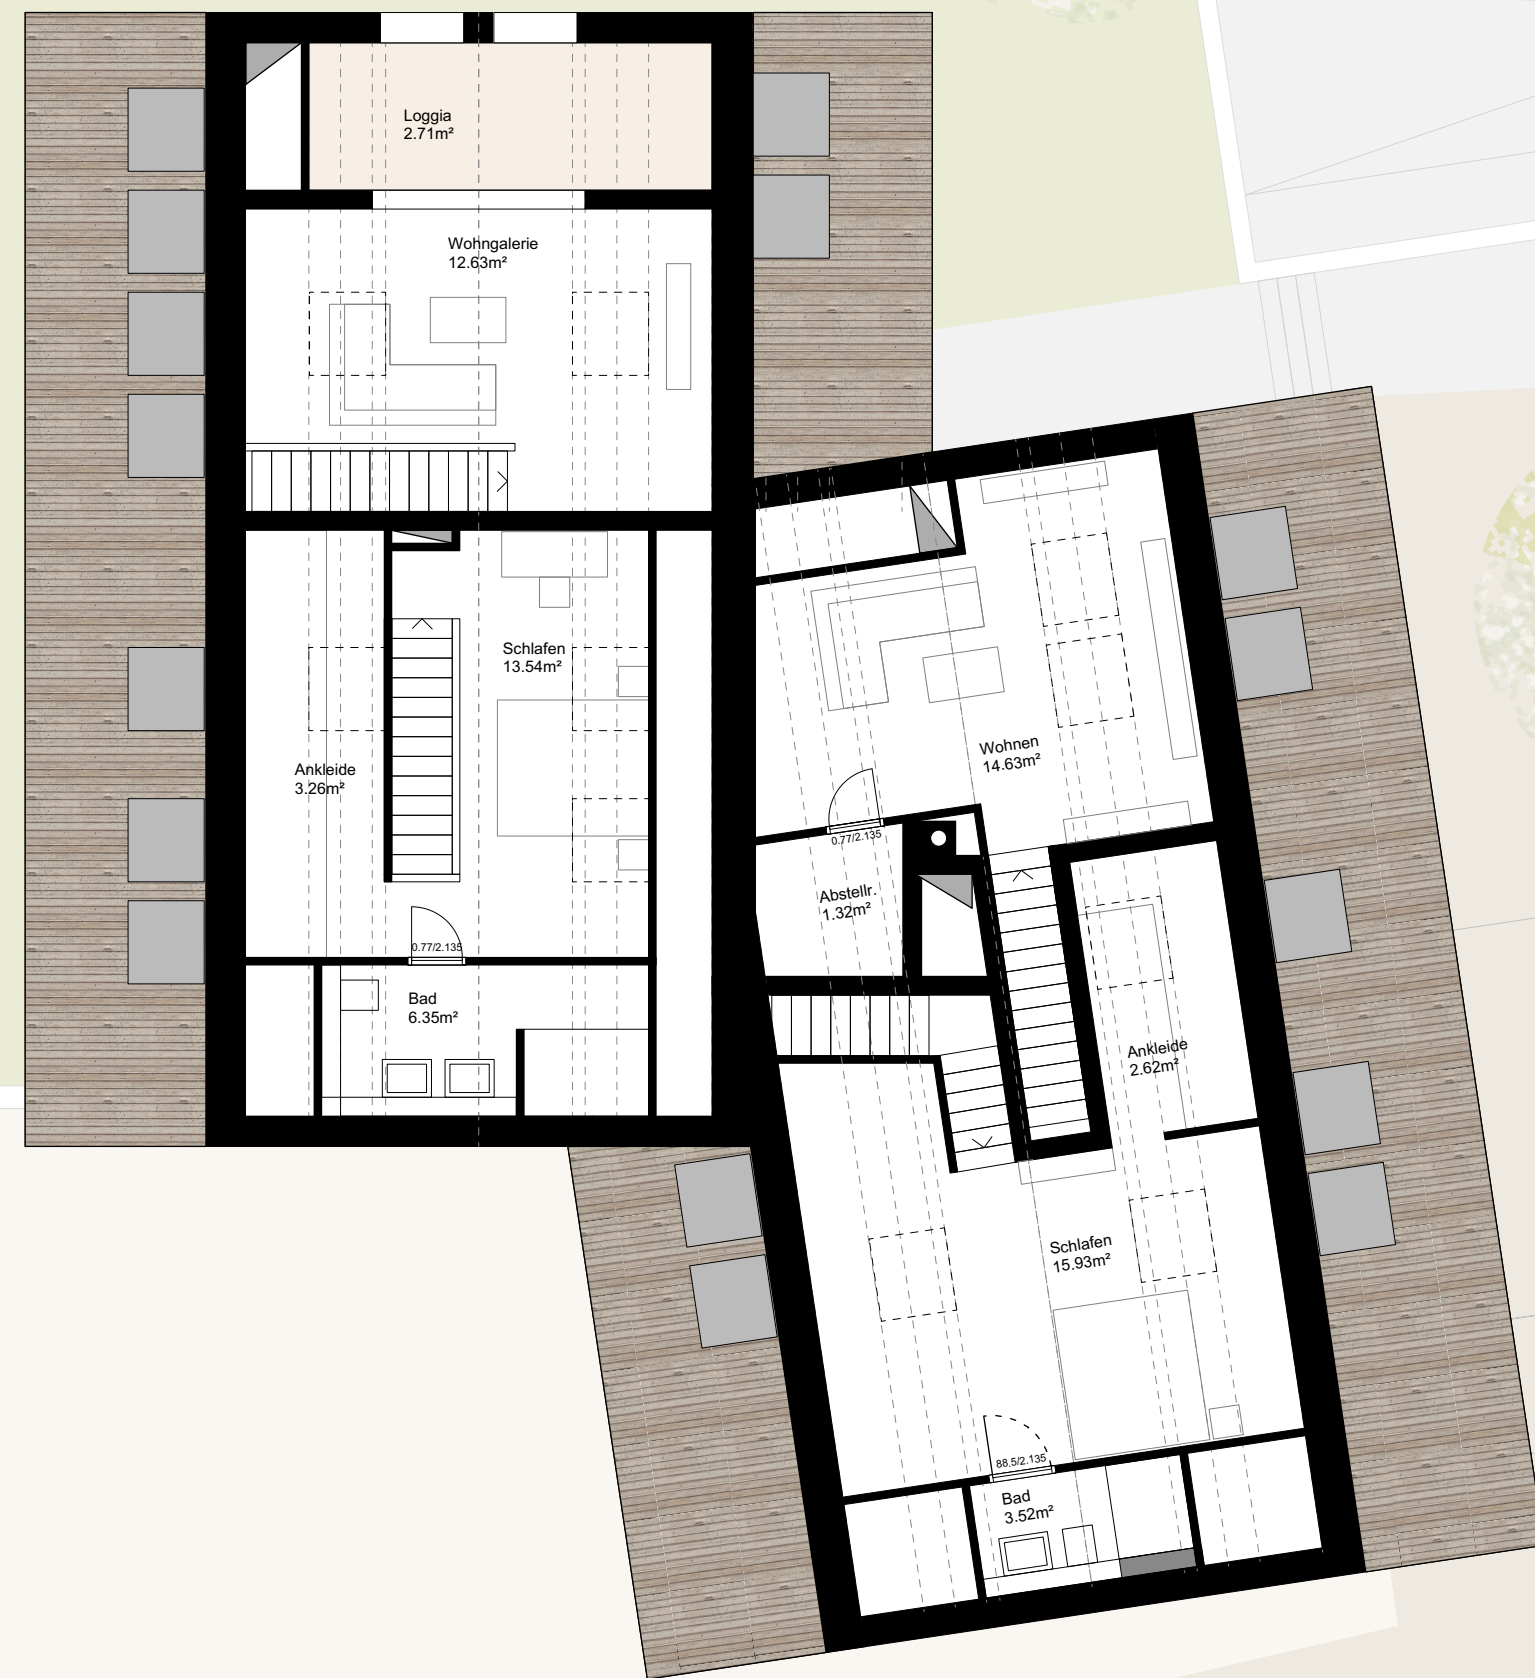 Loggia
2.71m²
Wohngalerie
12.63m²
Schlafen
13.54m²
Ankleide
3.26m²
0.77/2.135
Bad
6.35m²
Wohnen
14.63m²
0.77/2.135
Abstellr.
1.32m²
Ankleide
2.62m²
Schlafen
15.93m²
88,5/2.135
Bad
3.52m²